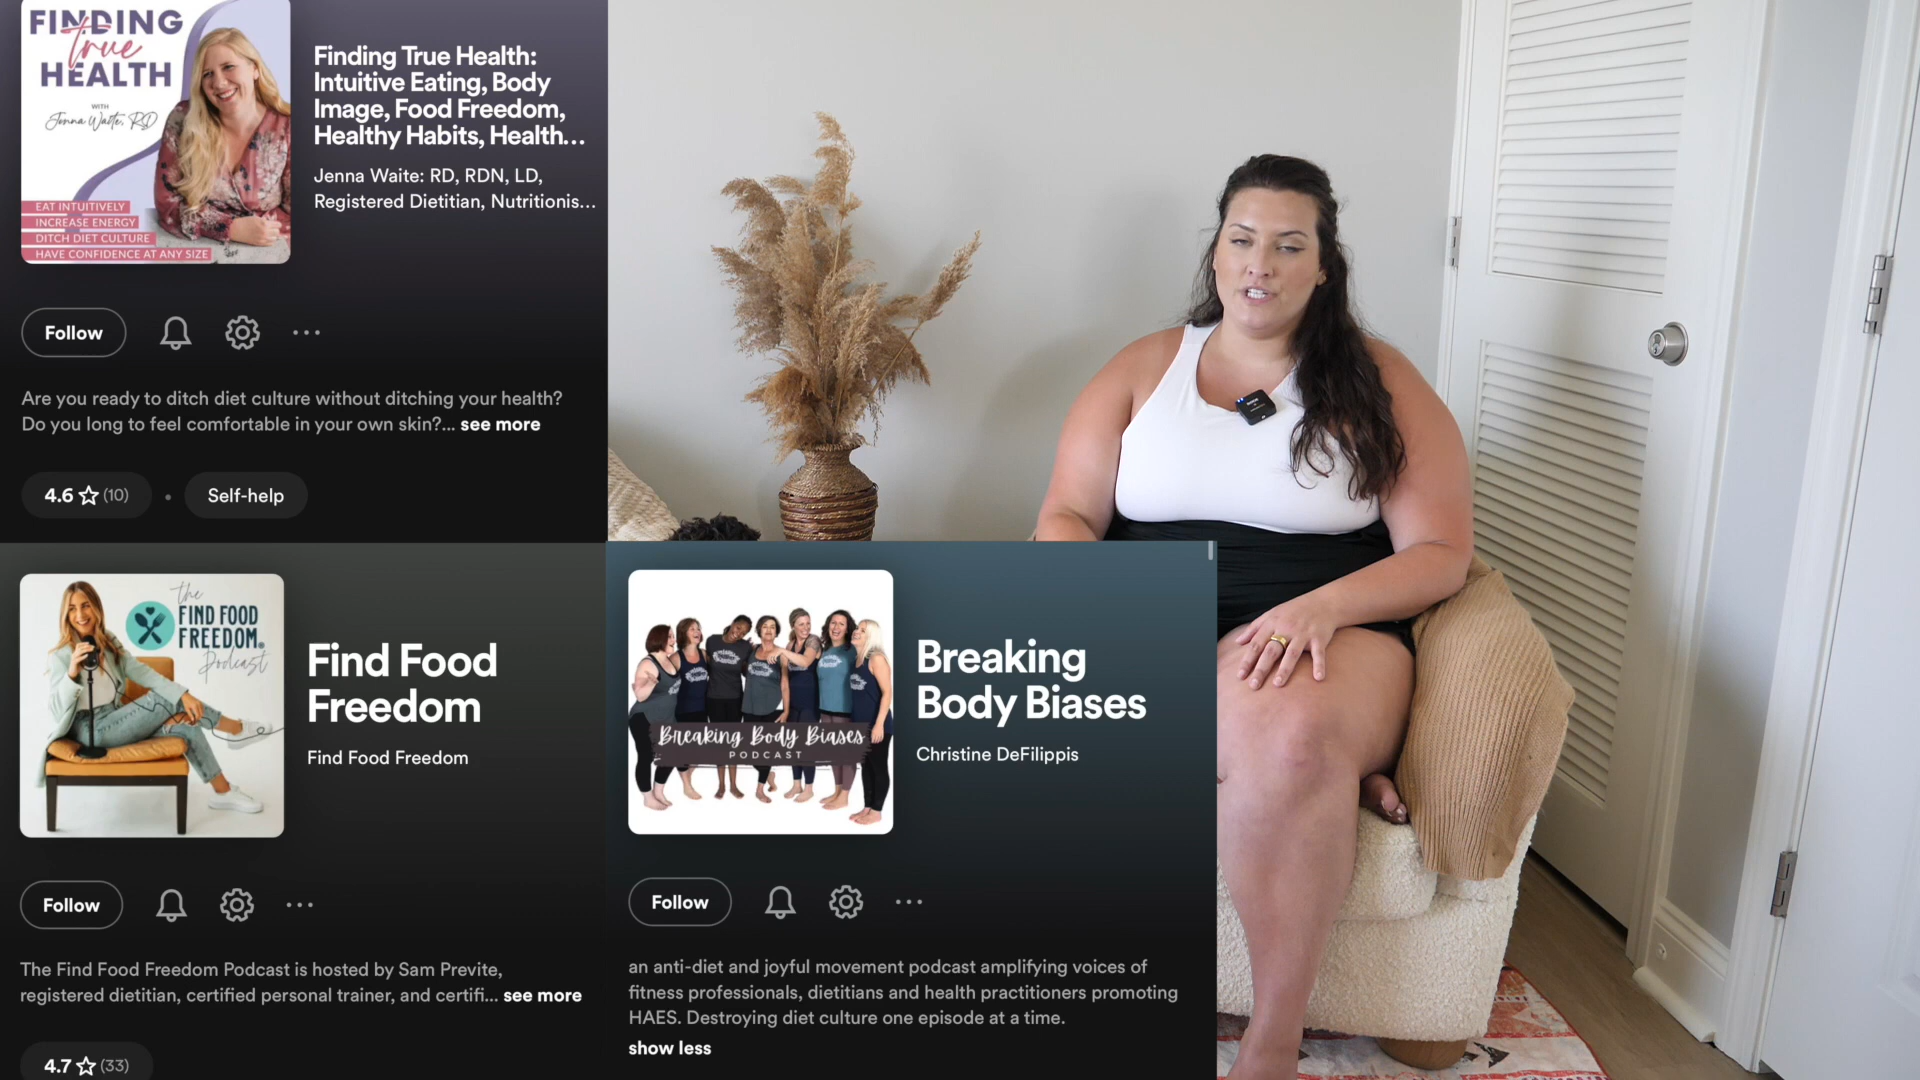 FINDING
true
HEALTH
WITH
Jenna Waite, RD
EAT INTUITIVELY
INCREASE ENERGY
DITCH DIET CULTURE
HAVE CONFIDENCE AT ANY SIZE
Finding True Health:
Intuitive Eating, Body
Image, Food Freedom,
Healthy Habits, Health...
Jenna Waite: RD, RDN, LD,
Registered Dietitian, Nutritionis...
Follow
Are you ready to ditch diet culture without ditching your health?
Do you long to feel comfortable in your own skin?... see more
4.6 (10)
Self-help
the
FIND FOOD
FREEDOM®
Podcast
Find Food
Freedom
Find Food Freedom
Follow
The Find Food Freedom Podcast is hosted by Sam Previte,
registered dietitian, certified personal trainer, and certifi... see more
4.7 (33)
Breaking Body Biases
PODCAST
Breaking
Body Biases
Christine DeFilippis
Follow
an anti-diet and joyful movement podcast amplifying voices of
fitness professionals, dietitians and health practitioners promoting
HAES. Destroying diet culture one episode at a time.
show less